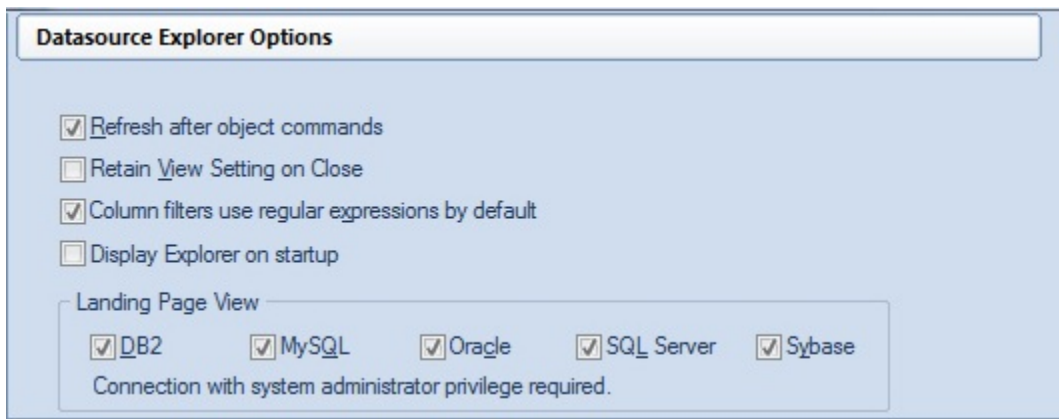 Datasource Explorer Options
Refresh after object commands
Retain View Setting on Close
Column filters use regular expressions by default
Display Explorer on startup
Landing Page View
DB2 MySQL Oracle SQL Server Sybase
Connection with system administrator privilege required.